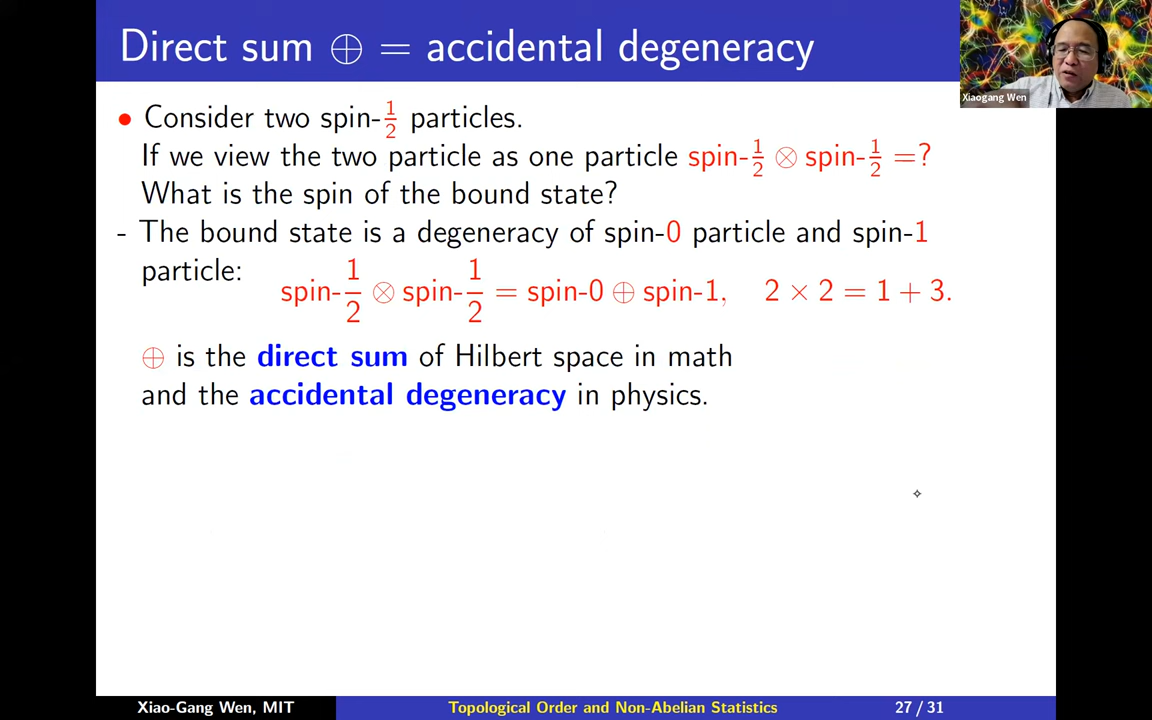 Direct sum ⊕ = accidental degeneracy
Xiaogang Wen
• Consider two spin-1/2 particles.
If we view the two particle as one particle spin-1/2 ⊗ spin-1/2 =?
What is the spin of the bound state?
- The bound state is a degeneracy of spin-0 particle and spin-1
particle:
spin-1/2 ⊗ spin-1/2 = spin-0 ⊕ spin-1, 2 × 2 = 1 + 3.
⊕ is the direct sum of Hilbert space in math
and the accidental degeneracy in physics.
Xiao-Gang Wen, MIT
Topological Order and Non-Abelian Statistics
27 / 31